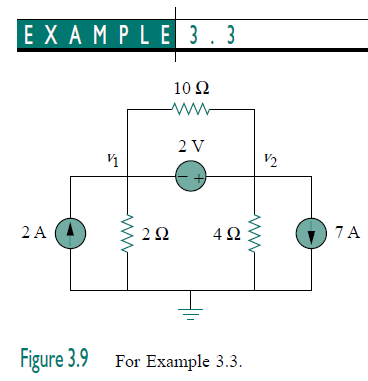 EXAMPLE 3.3
10 Ω
2 V
v1 − + v2
2 A 2 Ω 4 Ω 7 A
Figure 3.9 For Example 3.3.